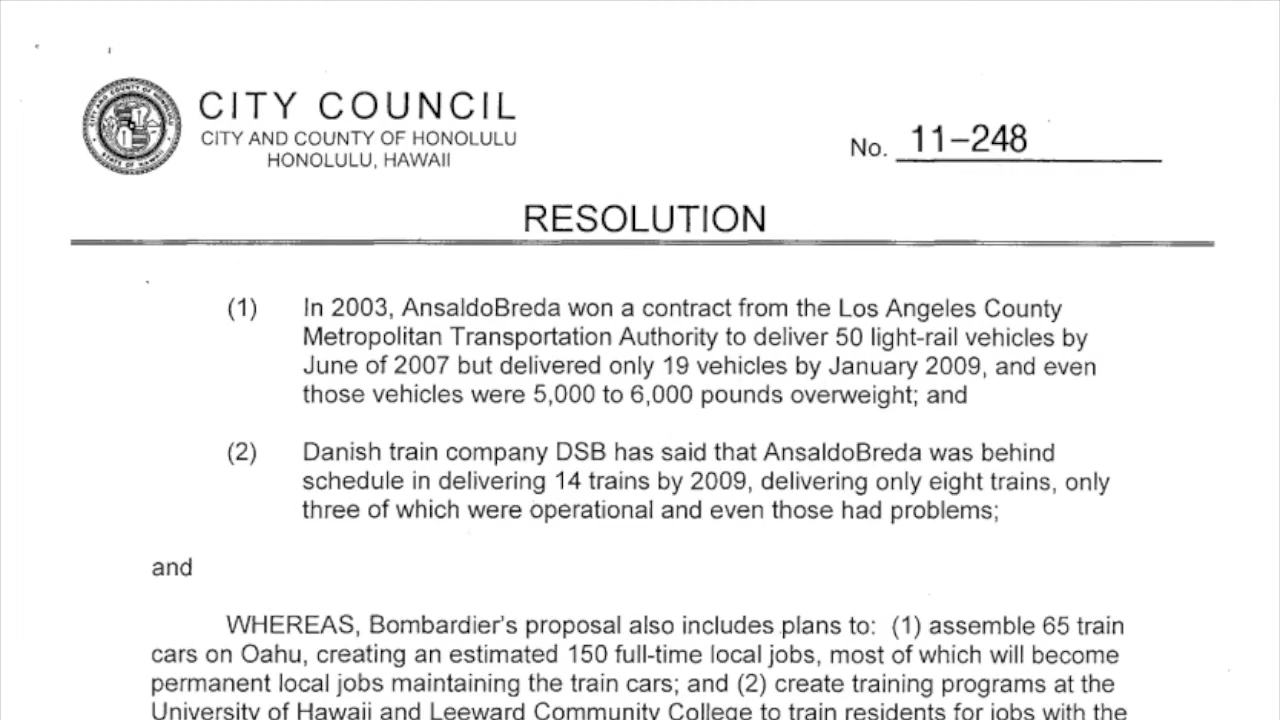 CITY COUNCIL
CITY AND COUNTY OF HONOLULU
HONOLULU, HAWAII
No. 11-248
RESOLUTION
(1) In 2003, AnsaldoBreda won a contract from the Los Angeles County
Metropolitan Transportation Authority to deliver 50 light-rail vehicles by
June of 2007 but delivered only 19 vehicles by January 2009, and even
those vehicles were 5,000 to 6,000 pounds overweight; and
(2) Danish train company DSB has said that AnsaldoBreda was behind
schedule in delivering 14 trains by 2009, delivering only eight trains, only
three of which were operational and even those had problems;
and
WHEREAS, Bombardier's proposal also includes plans to: (1) assemble 65 train
cars on Oahu, creating an estimated 150 full-time local jobs, most of which will become
permanent local jobs maintaining the train cars; and (2) create training programs at the
University of Hawaii and Leeward Community College to train residents for jobs with the